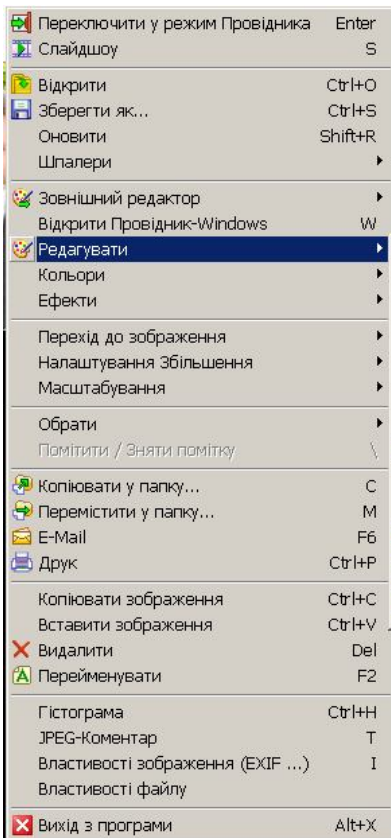 Переключити у режим Провідника Enter
Слайдшоу S
Відкрити Ctrl+O
Зберегти як... Ctrl+S
Оновити Shift+R
Шпалери
Зовнішний редактор
Відкрити Провідник-Windows W
Редагувати
Кольори
Ефекти
Перехід до зображення
Налаштування Збільшення
Масштабування
Обрати
Помітити / Зняти помітку \
Копіювати у папку... C
Перемістити у папку... M
E-Mail F6
Друк Ctrl+P
Копіювати зображення Ctrl+C
Вставити зображення Ctrl+V
Видалити Del
Перейменувати F2
Гістограма Ctrl+H
JPEG-Коментар T
Властивості зображення (EXIF ...) I
Властивості файлу
Вихід з програми Alt+X